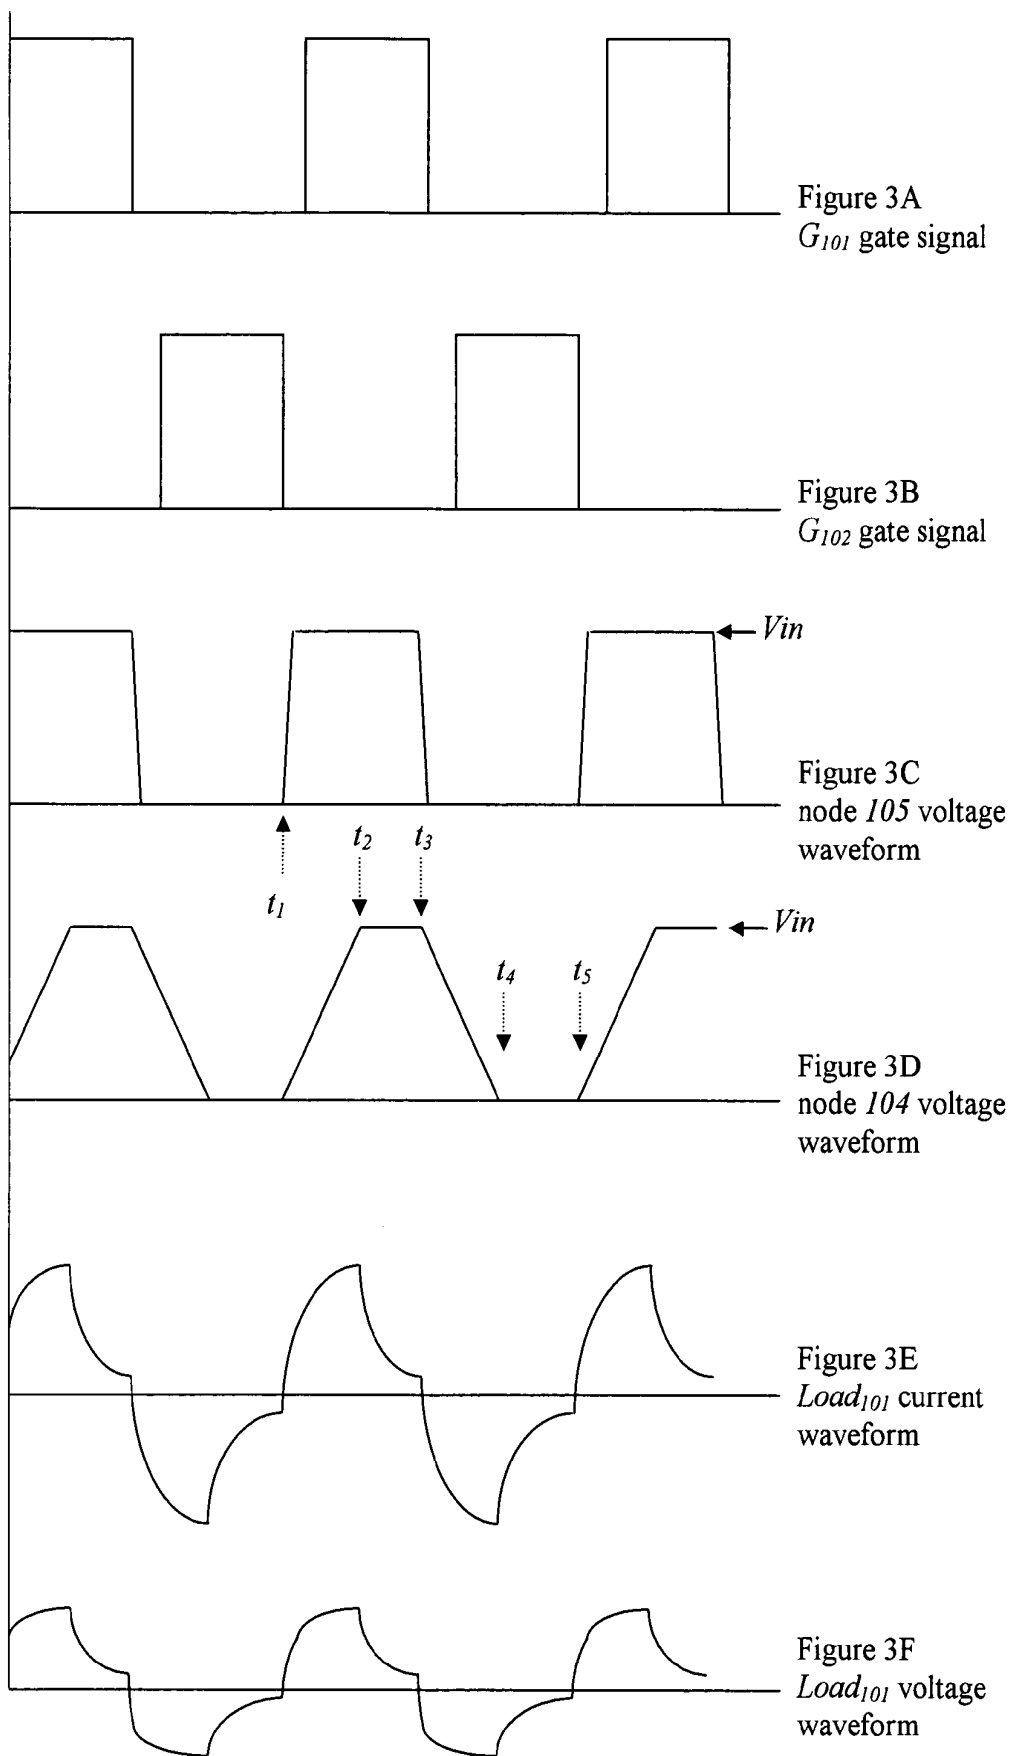 Figure 3A
G101 gate signal
Figure 3B
G102 gate signal
Vin
Figure 3C
node 105 voltage
waveform
t1
t2
t3
Vin
t4
t5
Figure 3D
node 104 voltage
waveform
Figure 3E
Load101 current
waveform
Figure 3F
Load101 voltage
waveform